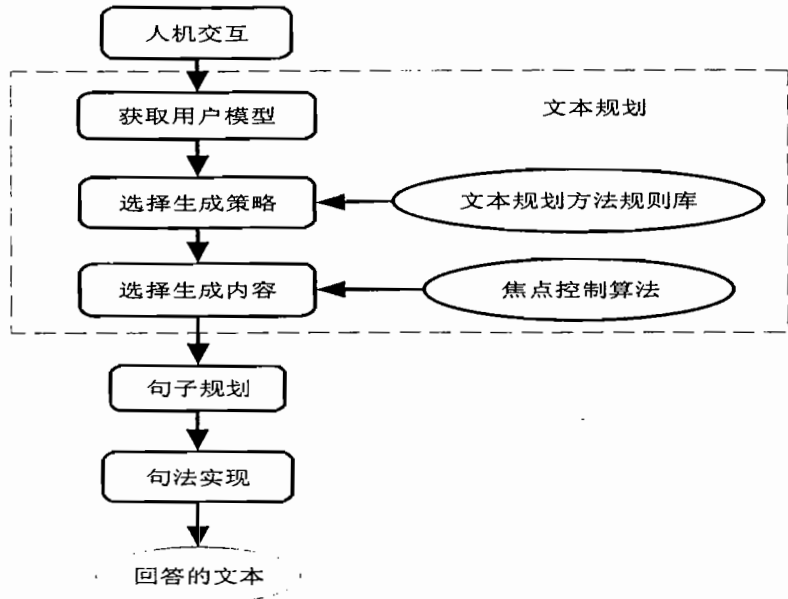 人机交互
获取用户模型
文本规划
选择生成策略
文本规划方法规则库
选择生成内容
焦点控制算法
句子规划
句法实现
回答的文本